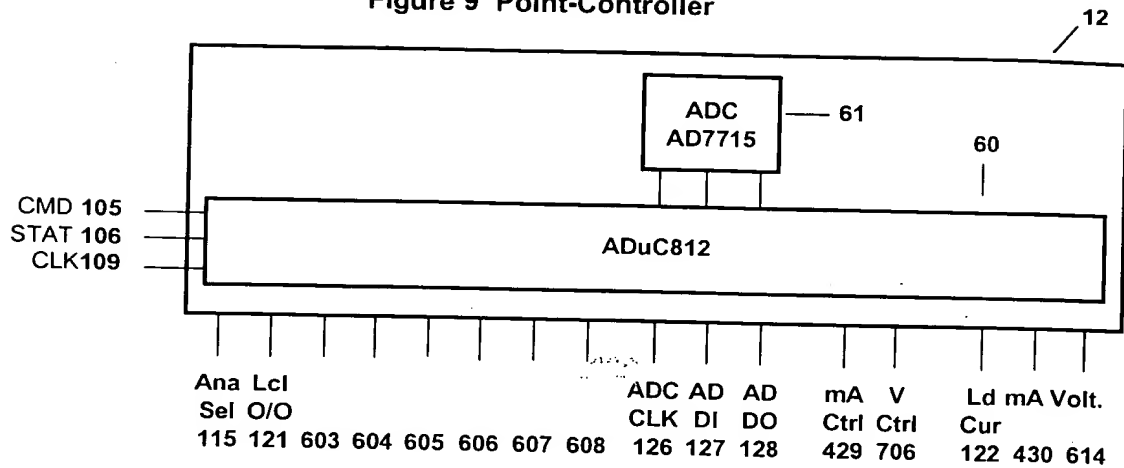 Figure 9 Point-Controller
12
ADC
AD7715
61
60
CMD 105
STAT 106
CLK109
ADuC812
Ana Lcl ADC AD AD mA V Ld mA Volt.
Sel O/O CLK DI DO Ctrl Ctrl Cur
115 121 603 604 605 606 607 608 126 127 128 429 706 122 430 614